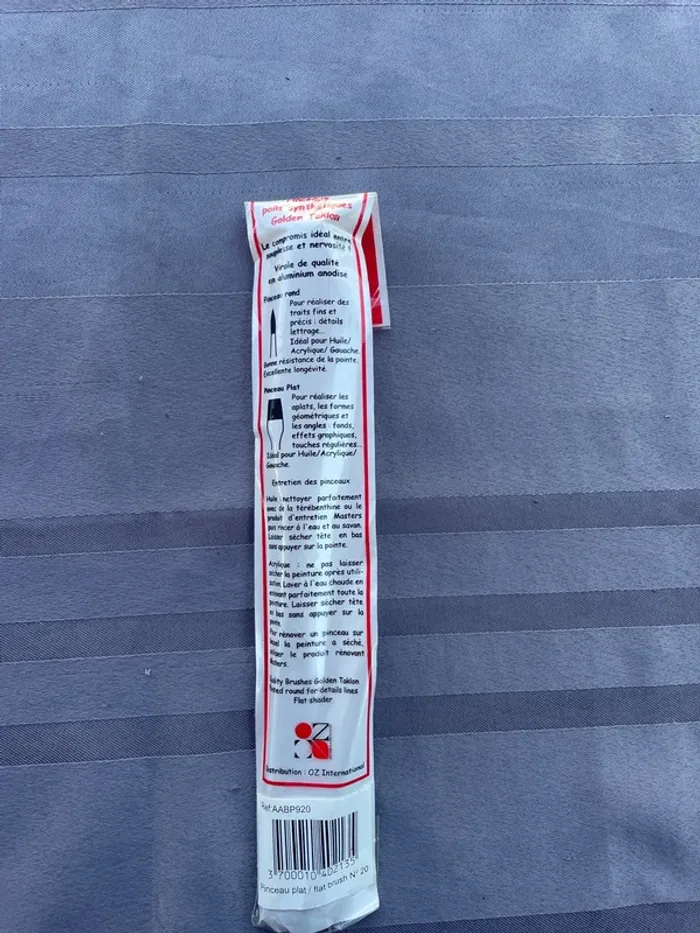 poils synthétiques
Golden Taklon
Le compromis idéal entre
souplesse et nervosité !
Virole de qualité
en aluminium anodise
Pinceau rond
Pour réaliser des
traits fins et
précis : détails
lettrage...
Idéal pour Huile/
Acrylique/ Gouache.
Bonne résistance de la pointe.
Excellente longévité.
Pinceau Plat
Pour réaliser les
aplats, les formes
géométriques et
les angles : fonds,
effets graphiques,
touches régulières...
Idéal pour Huile/Acrylique/
Gouache.
Entretien des pinceaux
Huile : nettoyer parfaitement
avec de la térébenthine ou le
produit d'entretien Masters
puis rincer à l'eau et au savon.
Laisser sècher tête en bas
sans appuyer sur la pointe.
Acrylique : ne pas laisser
sècher la peinture après utili-
sation. Laver à l'eau chaude en
enlevant parfaitement toute la
peinture. Laisser sècher tête
en bas sans appuyer sur la
pointe.
Pour rénover un pinceau sur
lequel la peinture a sèché,
utiliser le produit rénovant
Masters.
Quality Brushes Golden Taklon
round for details lines
Flat shader
OZ
Distribution : OZ International
Ref:AABP920
3 700010 402135
Pinceau plat / flat brush N° 20